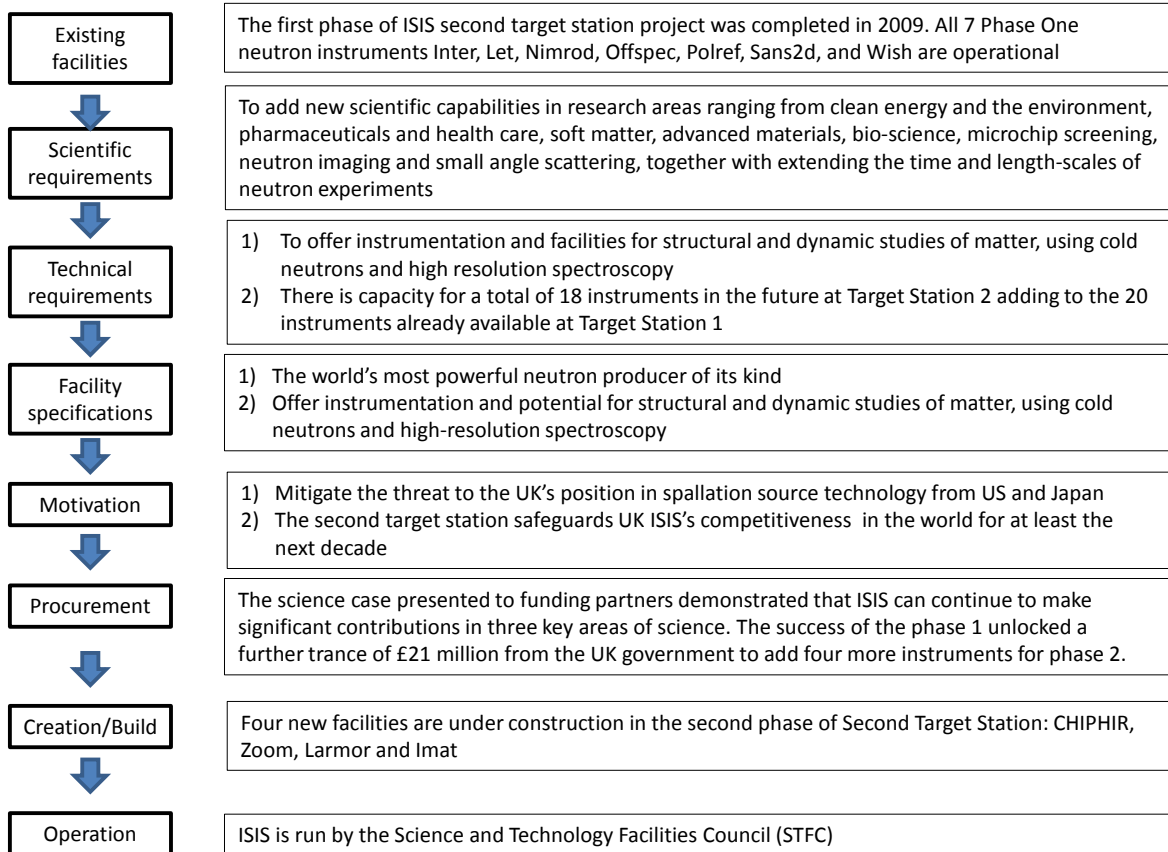 Existing
facilities
The first phase of ISIS second target station project was completed in 2009. All 7 Phase One
neutron instruments Inter, Let, Nimrod, Offspec, Polref, Sans2d, and Wish are operational
Scientific
requirements
To add new scientific capabilities in research areas ranging from clean energy and the environment,
pharmaceuticals and health care, soft matter, advanced materials, bio-science, microchip screening,
neutron imaging and small angle scattering, together with extending the time and length-scales of
neutron experiments
Technical
requirements
1) To offer instrumentation and facilities for structural and dynamic studies of matter, using cold
neutrons and high resolution spectroscopy
2) There is capacity for a total of 18 instruments in the future at Target Station 2 adding to the 20
instruments already available at Target Station 1
Facility
specifications
1) The world's most powerful neutron producer of its kind
2) Offer instrumentation and potential for structural and dynamic studies of matter, using cold
neutrons and high-resolution spectroscopy
Motivation
1) Mitigate the threat to the UK's position in spallation source technology from US and Japan
2) The second target station safeguards UK ISIS's competitiveness in the world for at least the
next decade
Procurement
The science case presented to funding partners demonstrated that ISIS can continue to make
significant contributions in three key areas of science. The success of the phase 1 unlocked a
further trance of £21 million from the UK government to add four more instruments for phase 2.
Creation/Build
Four new facilities are under construction in the second phase of Second Target Station: CHIPHIR,
Zoom, Larmor and Imat
Operation
ISIS is run by the Science and Technology Facilities Council (STFC)